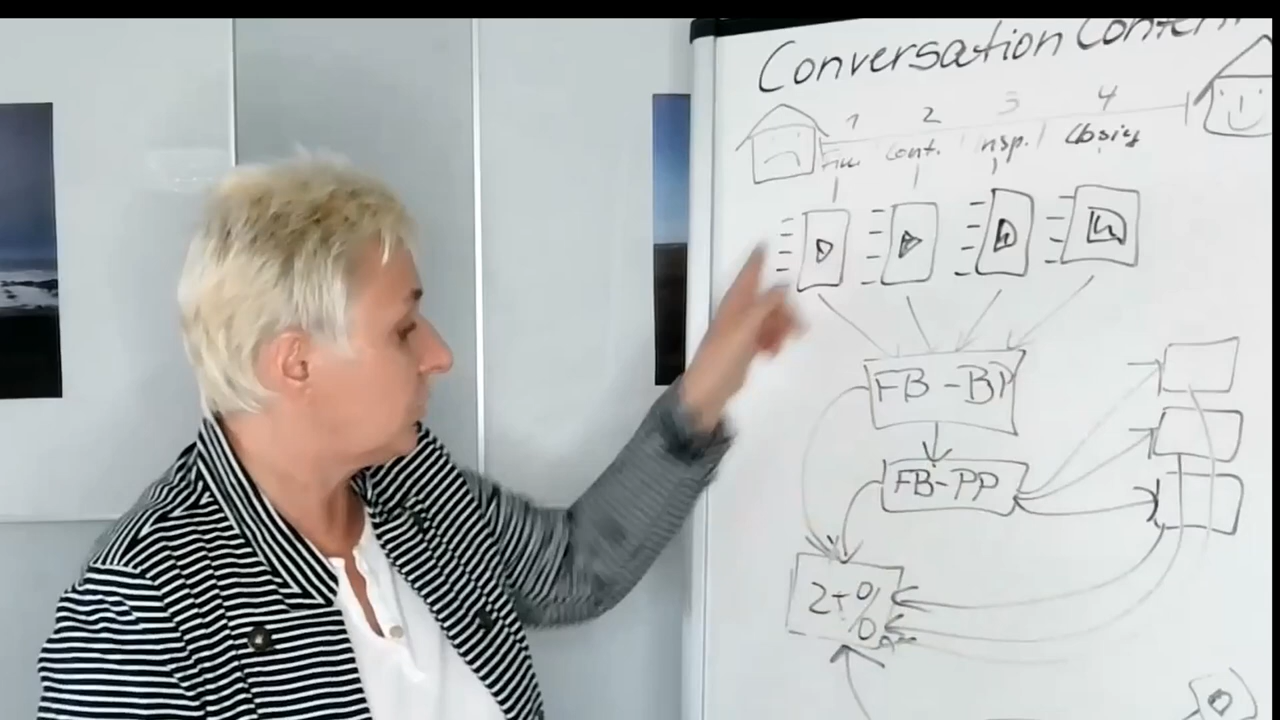 Conversation Conten
1 2 3 4
Cont. Insp. Closing
FB-BP
FB-PP
2+%